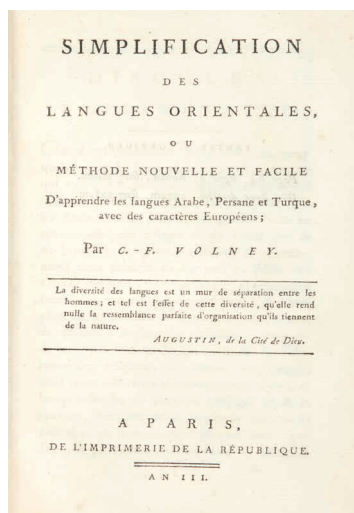 SIMPLIFICATION
DES
LANGUES ORIENTALES,
OU
MÉTHODE NOUVELLE ET FACILE
D'apprendre les langues Arabe, Persane et Turque,
avec des caractères Européens;
Par C.-F. VOLNEY.
La diversité des langues est un mur de séparation entre les
hommes; et tel est l'effet de cette diversité, qu'elle rend
nulle la ressemblance parfaite d'organisation qu'ils tiennent
de la nature.
AUGUSTIN, de la Cité de Dieu.
A PARIS,
DE L'IMPRIMERIE DE LA RÉPUBLIQUE.
AN III.